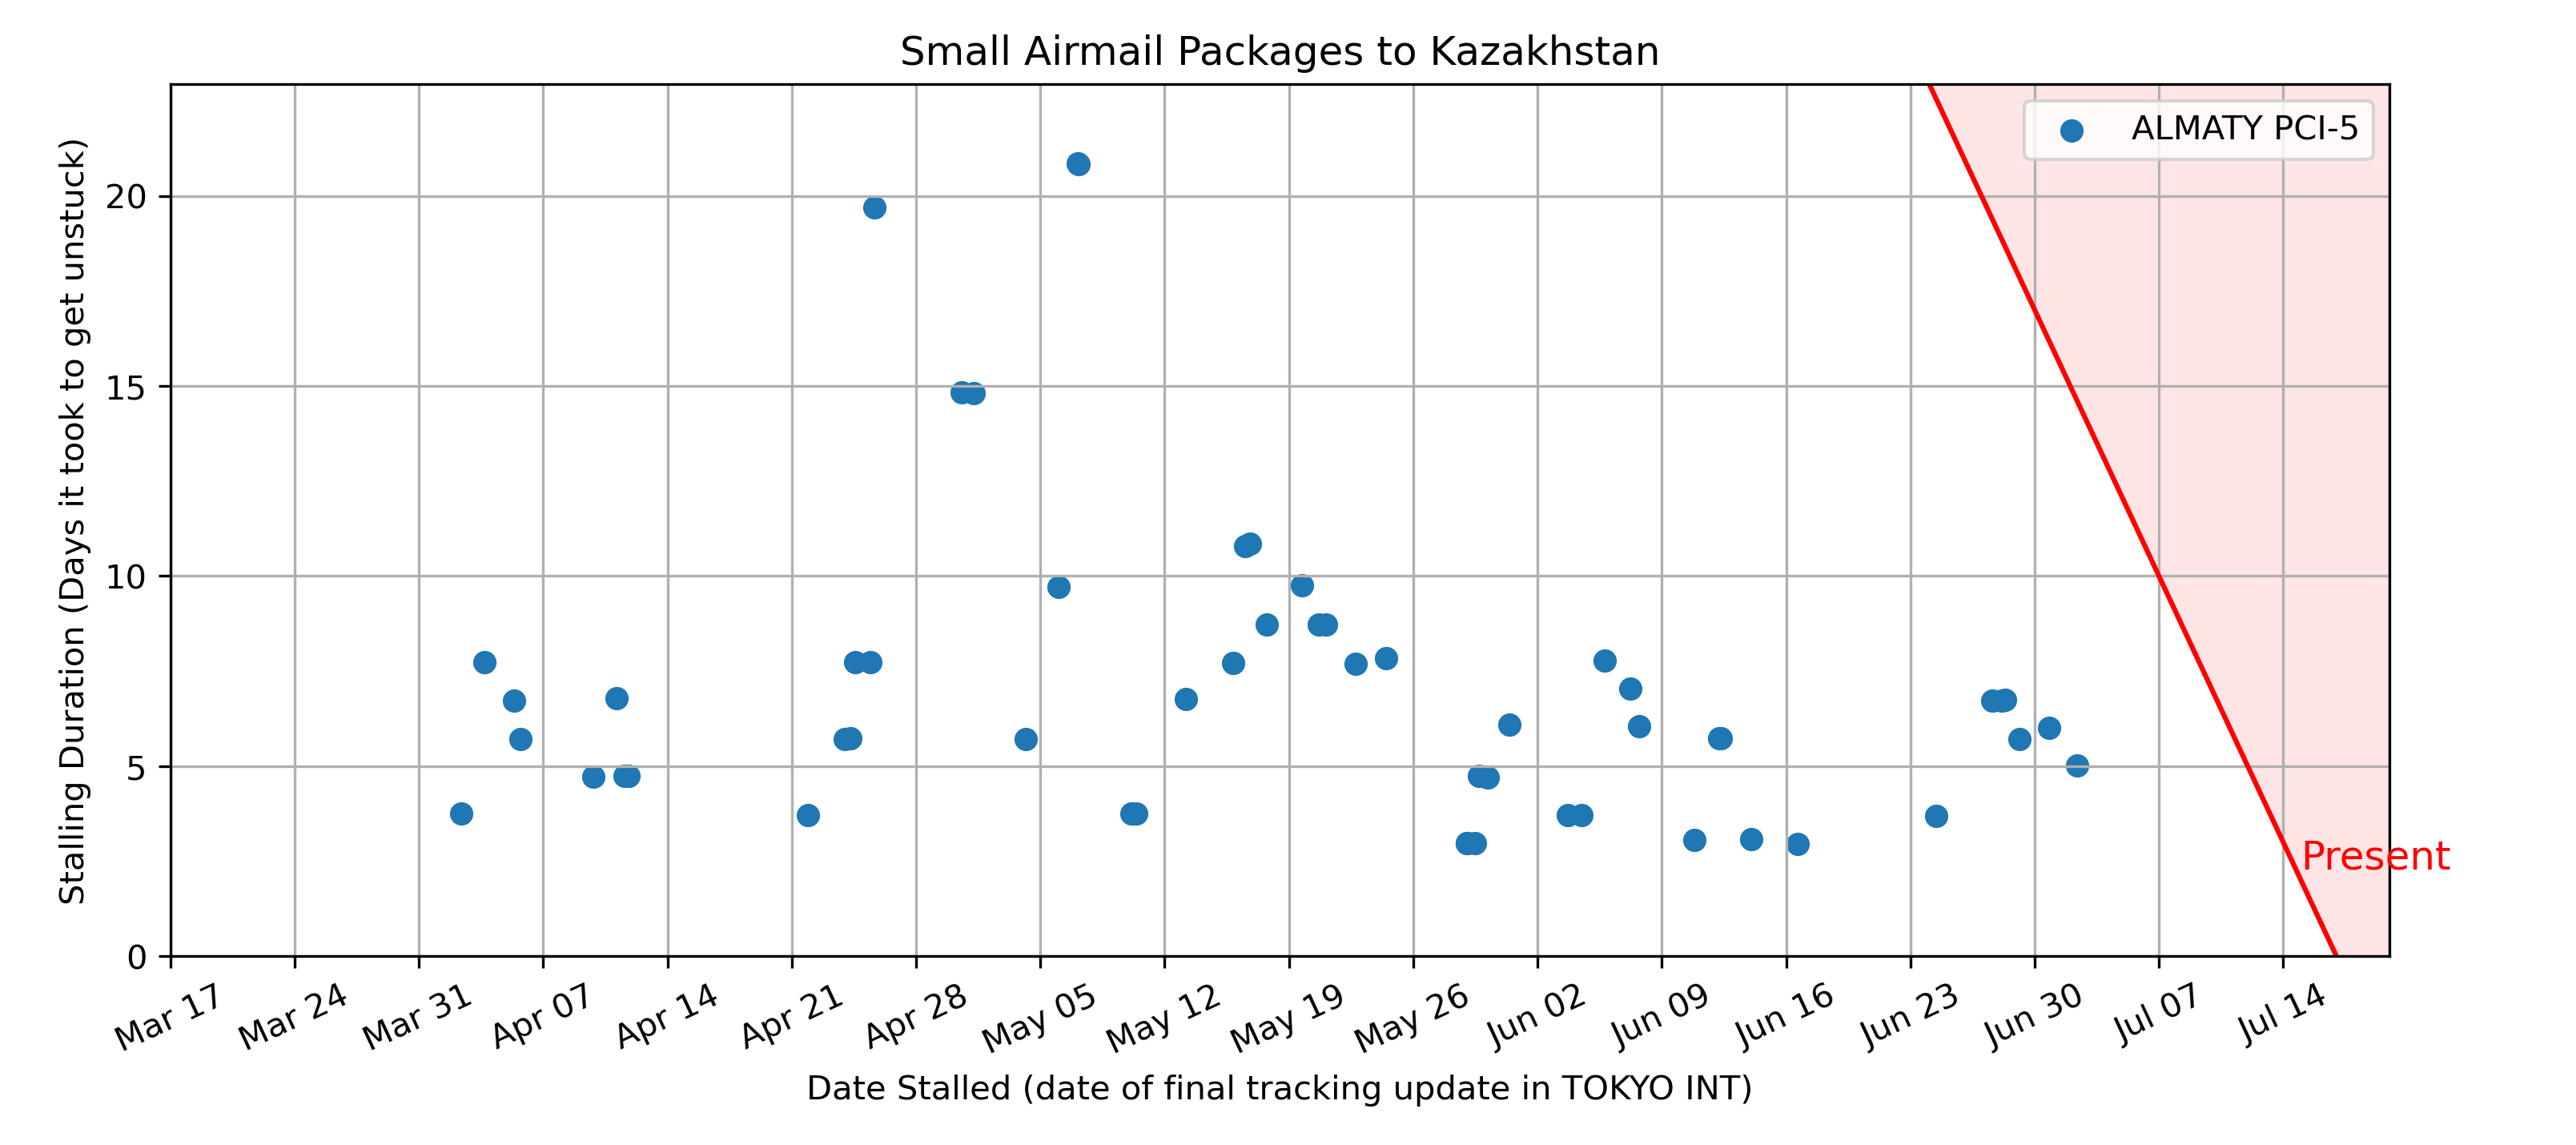 Small Airmail Packages to Kazakhstan
ALMATY PCI-5
Stalling Duration (Days it took to get unstuck)
20
15
10
5
0
Present
Mar 17
Mar 24
Mar 31
Apr 07
Apr 14
Apr 21
Apr 28
May 05
May 12
May 19
May 26
Jun 02
Jun 09
Jun 16
Jun 23
Jun 30
Jul 07
Jul 14
Date Stalled (date of final tracking update in TOKYO INT)